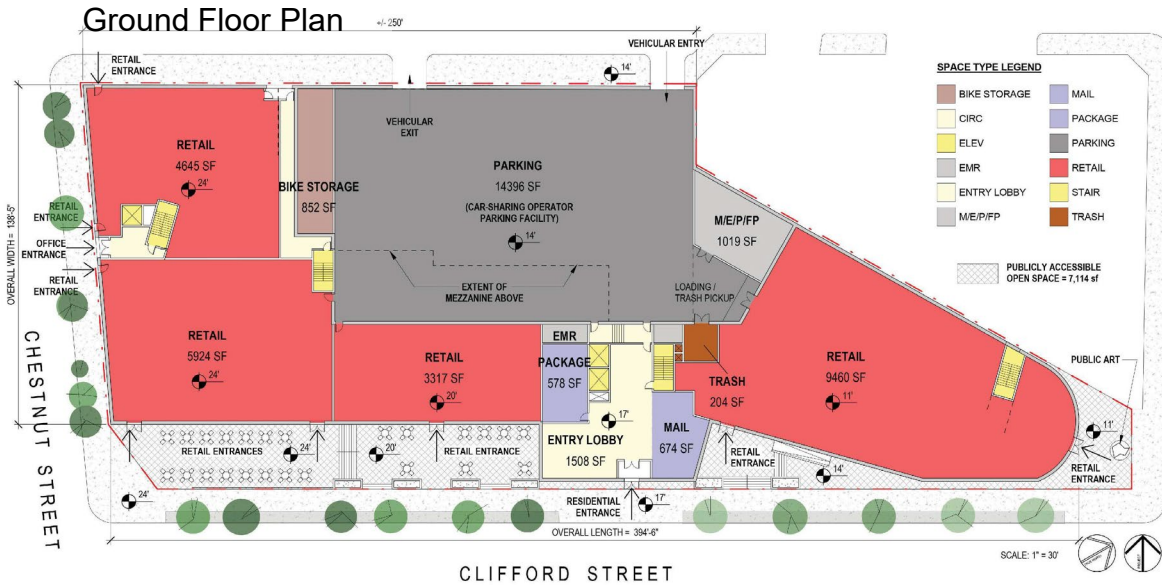 Ground Floor Plan
+/- 250'
RETAIL
ENTRANCE
VEHICULAR ENTRY
14'
SPACE TYPE LEGEND
BIKE STORAGE
CIRC
ELEV
EMR
ENTRY LOBBY
M/E/P/FP
MAIL
PACKAGE
PARKING
RETAIL
STAIR
TRASH
PUBLICLY ACCESSIBLE
OPEN SPACE = 7,114 sf
VEHICULAR
EXIT
RETAIL
4645 SF
24'
BIKE STORAGE
852 SF
PARKING
14396 SF
(CAR-SHARING OPERATOR
PARKING FACILITY)
14'
M/E/P/FP
1019 SF
OVERALL WIDTH = 138'-5"
RETAIL
ENTRANCE
OFFICE
ENTRANCE
RETAIL
ENTRANCE
EXTENT OF
MEZZANINE ABOVE
LOADING /
TRASH PICKUP
RETAIL
5924 SF
24'
RETAIL
3317 SF
20'
EMR
PACKAGE
578 SF
TRASH
204 SF
RETAIL
9460 SF
11'
PUBLIC ART
17'
ENTRY LOBBY
1508 SF
MAIL
674 SF
RETAIL ENTRANCES
24'
20'
RETAIL ENTRANCE
RETAIL
ENTRANCE
14'
11'
RETAIL
ENTRANCE
24'
RESIDENTIAL
ENTRANCE
17'
OVERALL LENGTH = 394'-6"
SCALE: 1" = 30'
CHESTNUT STREET
CLIFFORD STREET